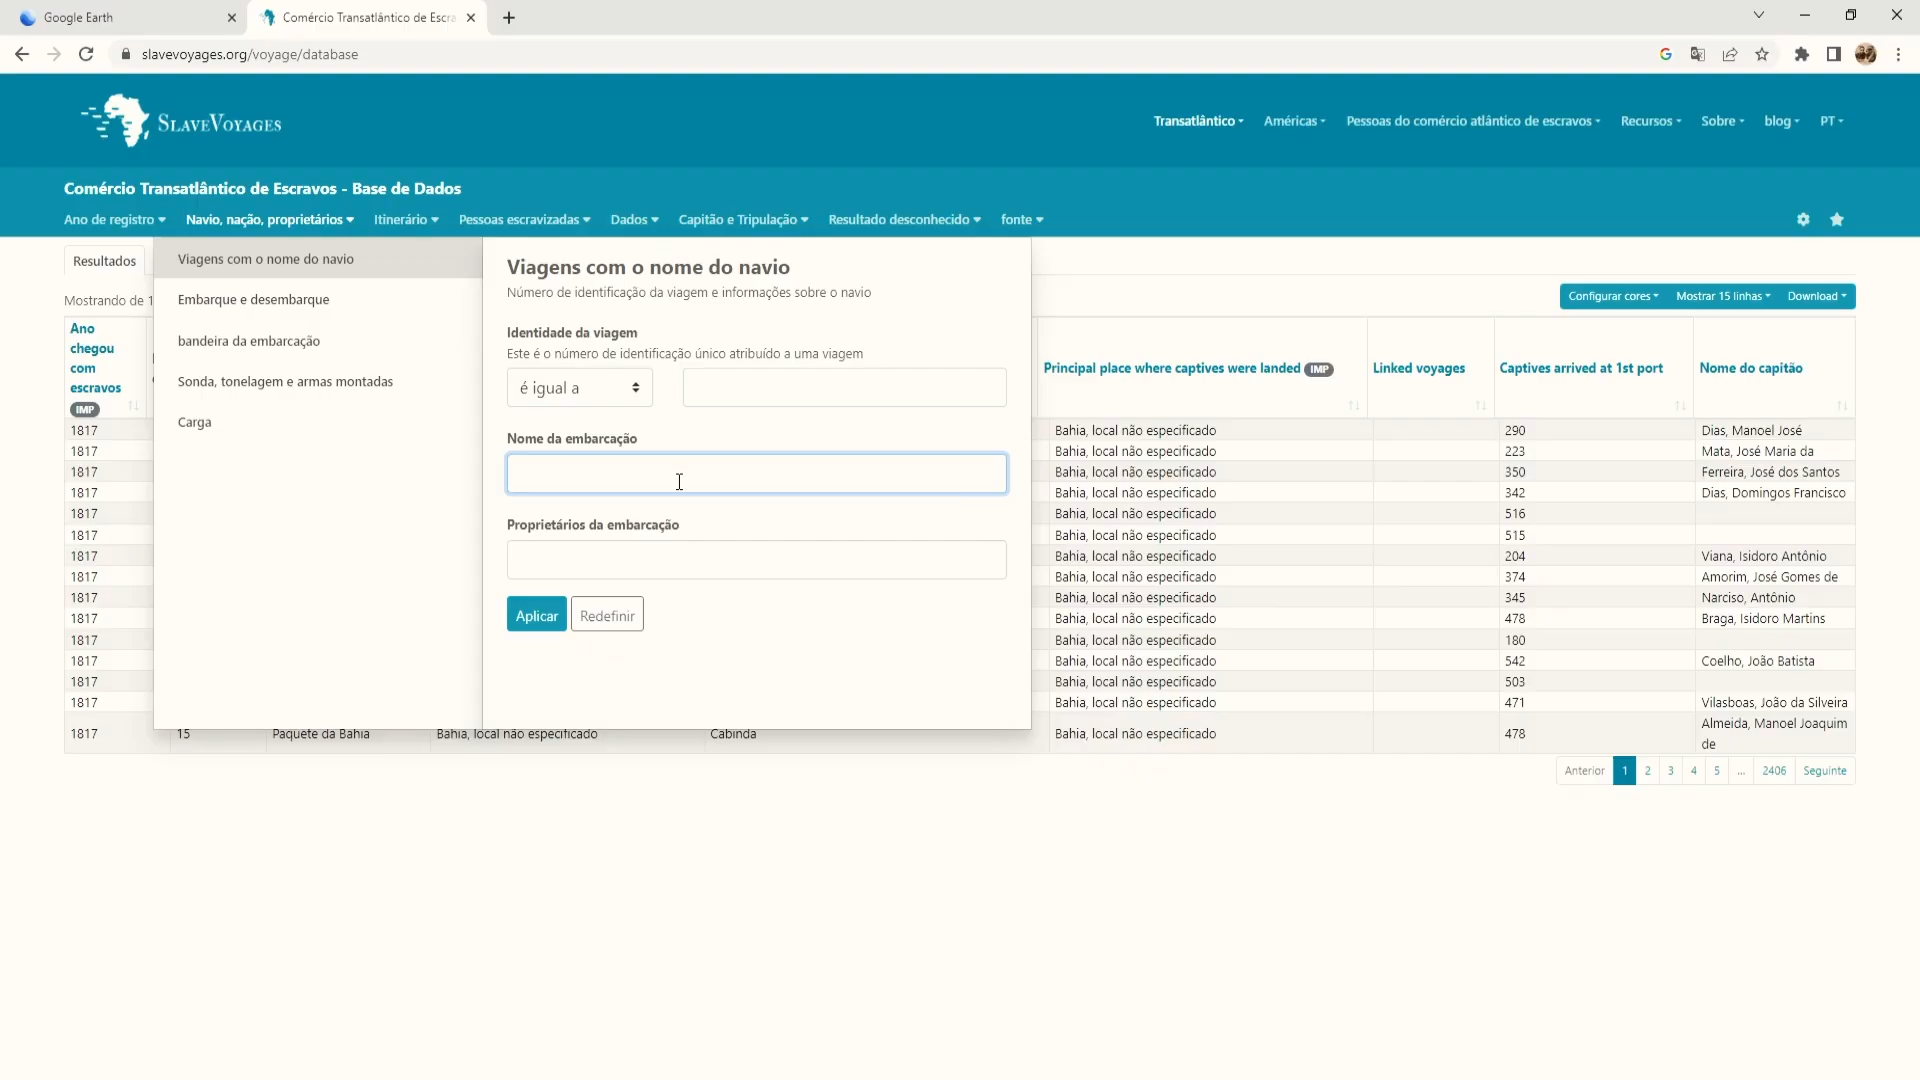 Google Earth
Comércio Transatlântico de Escra
slavevoyages.org/voyage/database
SLAVEVOYAGES
Transatlântico
Américas
Pessoas do comércio atlântico de escravos
Recursos
Sobre
blog
PT
Comércio Transatlântico de Escravos - Base de Dados
Ano de registro
Navio, nação, proprietários
Itinerário
Pessoas escravizadas
Dados
Capitão e Tripulação
Resultado desconhecido
fonte
Resultados
Mostrando de 1
Viagens com o nome do navio
Embarque e desembarque
bandeira da embarcação
Sonda, tonelagem e armas montadas
Carga
Viagens com o nome do navio
Número de identificação da viagem e informações sobre o navio
Identidade da viagem
Este é o número de identificação único atribuído a uma viagem
é igual a
Nome da embarcação
Proprietários da embarcação
Aplicar Redefinir
Configurar cores Mostrar 15 linhas Download
Ano
chegou
com
escravos
IMP
Principal place where captives were landed IMP
Linked voyages
Captives arrived at 1st port
Nome do capitão
1817 Bahia, local não especificado 290 Dias, Manoel José
1817 Bahia, local não especificado 223 Mata, José Maria da
1817 Bahia, local não especificado 350 Ferreira, José dos Santos
1817 Bahia, local não especificado 342 Dias, Domingos Francisco
1817 Bahia, local não especificado 516
1817 Bahia, local não especificado 515
1817 Bahia, local não especificado 204 Viana, Isidoro Antônio
1817 Bahia, local não especificado 374 Amorim, José Gomes de
1817 Bahia, local não especificado 345 Narciso, Antônio
1817 Bahia, local não especificado 478 Braga, Isidoro Martins
1817 Bahia, local não especificado 180
1817 Bahia, local não especificado 542 Coelho, João Batista
1817 Bahia, local não especificado 503
1817 Bahia, local não especificado 471 Vilasboas, João da Silveira
1817 15 Paquete da Bahia Bahia, local não especificado Cabinda Bahia, local não especificado 478 Almeida, Manoel Joaquim
de
Anterior 1 2 3 4 5 ... 2406 Seguinte